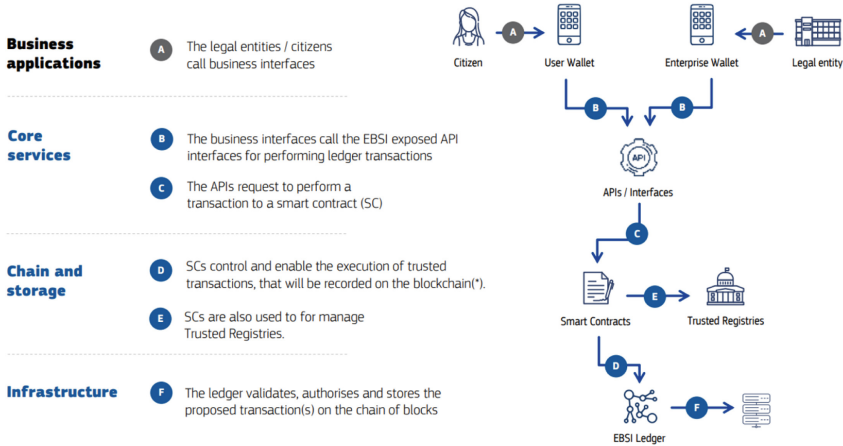 Business
applications
A
The legal entities / citizens
call business interfaces
Core
services
B
The business interfaces call the EBSI exposed API
interfaces for performing ledger transactions
C
The APIs request to perform a
transaction to a smart contract (SC)
Chain and
storage
D
SCs control and enable the execution of trusted
transactions, that will be recorded on the blockchain(*).
E
SCs are also used to for manage
Trusted Registries.
Infrastructure
F
The ledger validates, authorises and stores the
proposed transaction(s) on the chain of blocks
A
A
Citizen
User Wallet
Enterprise Wallet
Legal entity
B
B
API
APIs / Interfaces
C
E
Smart Contracts
Trusted Registries
D
F
EBSI Ledger